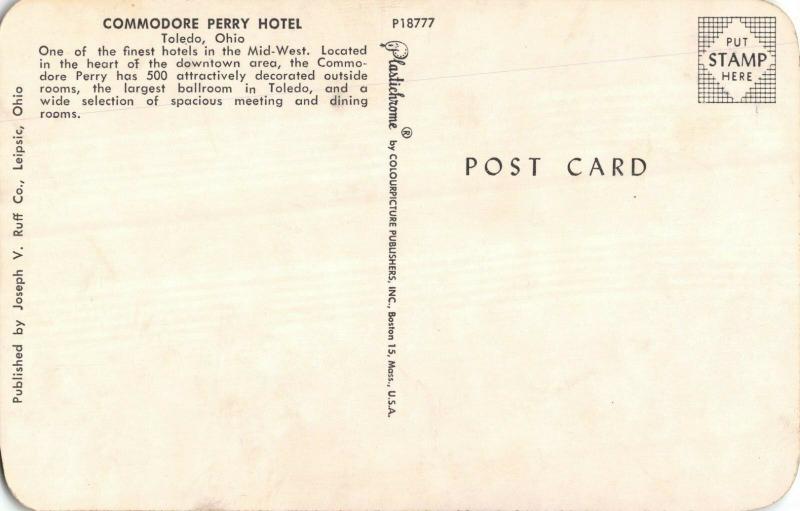 COMMODORE PERRY HOTEL
Toledo, Ohio
One of the finest hotels in the Mid-West. Located
in the heart of the downtown area, the Commo-
dore Perry has 500 attractively decorated outside
rooms, the largest ballroom in Toledo, and a
wide selection of spacious meeting and dining
rooms.
Published by Joseph V. Ruff Co., Leipsic, Ohio
P18777
Plastichrome ® by COLOURPICTURE PUBLISHERS, INC., Boston 15, Mass., U.S.A.
PUT
STAMP
HERE
POST CARD